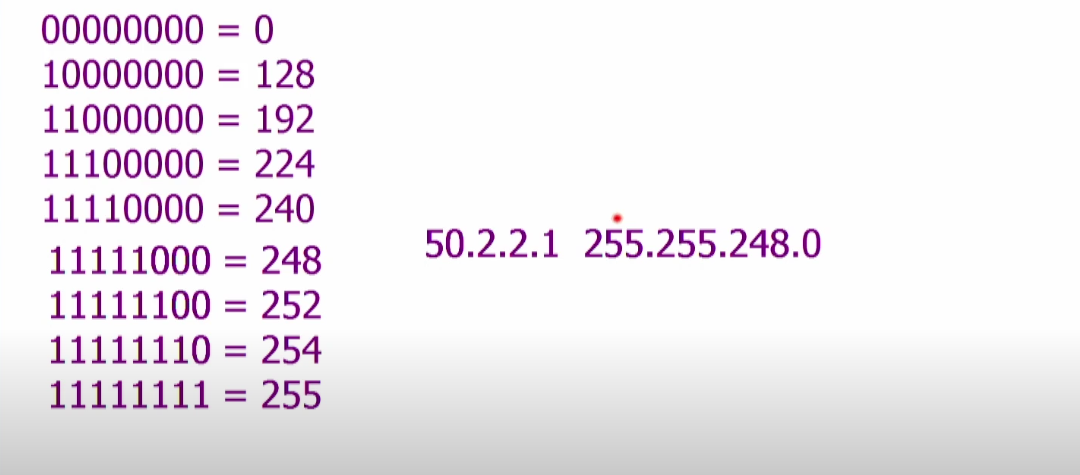 00000000 = 0
10000000 = 128
11000000 = 192
11100000 = 224
11110000 = 240
11111000 = 248
11111100 = 252
11111110 = 254
11111111 = 255
50.2.2.1 255.255.248.0